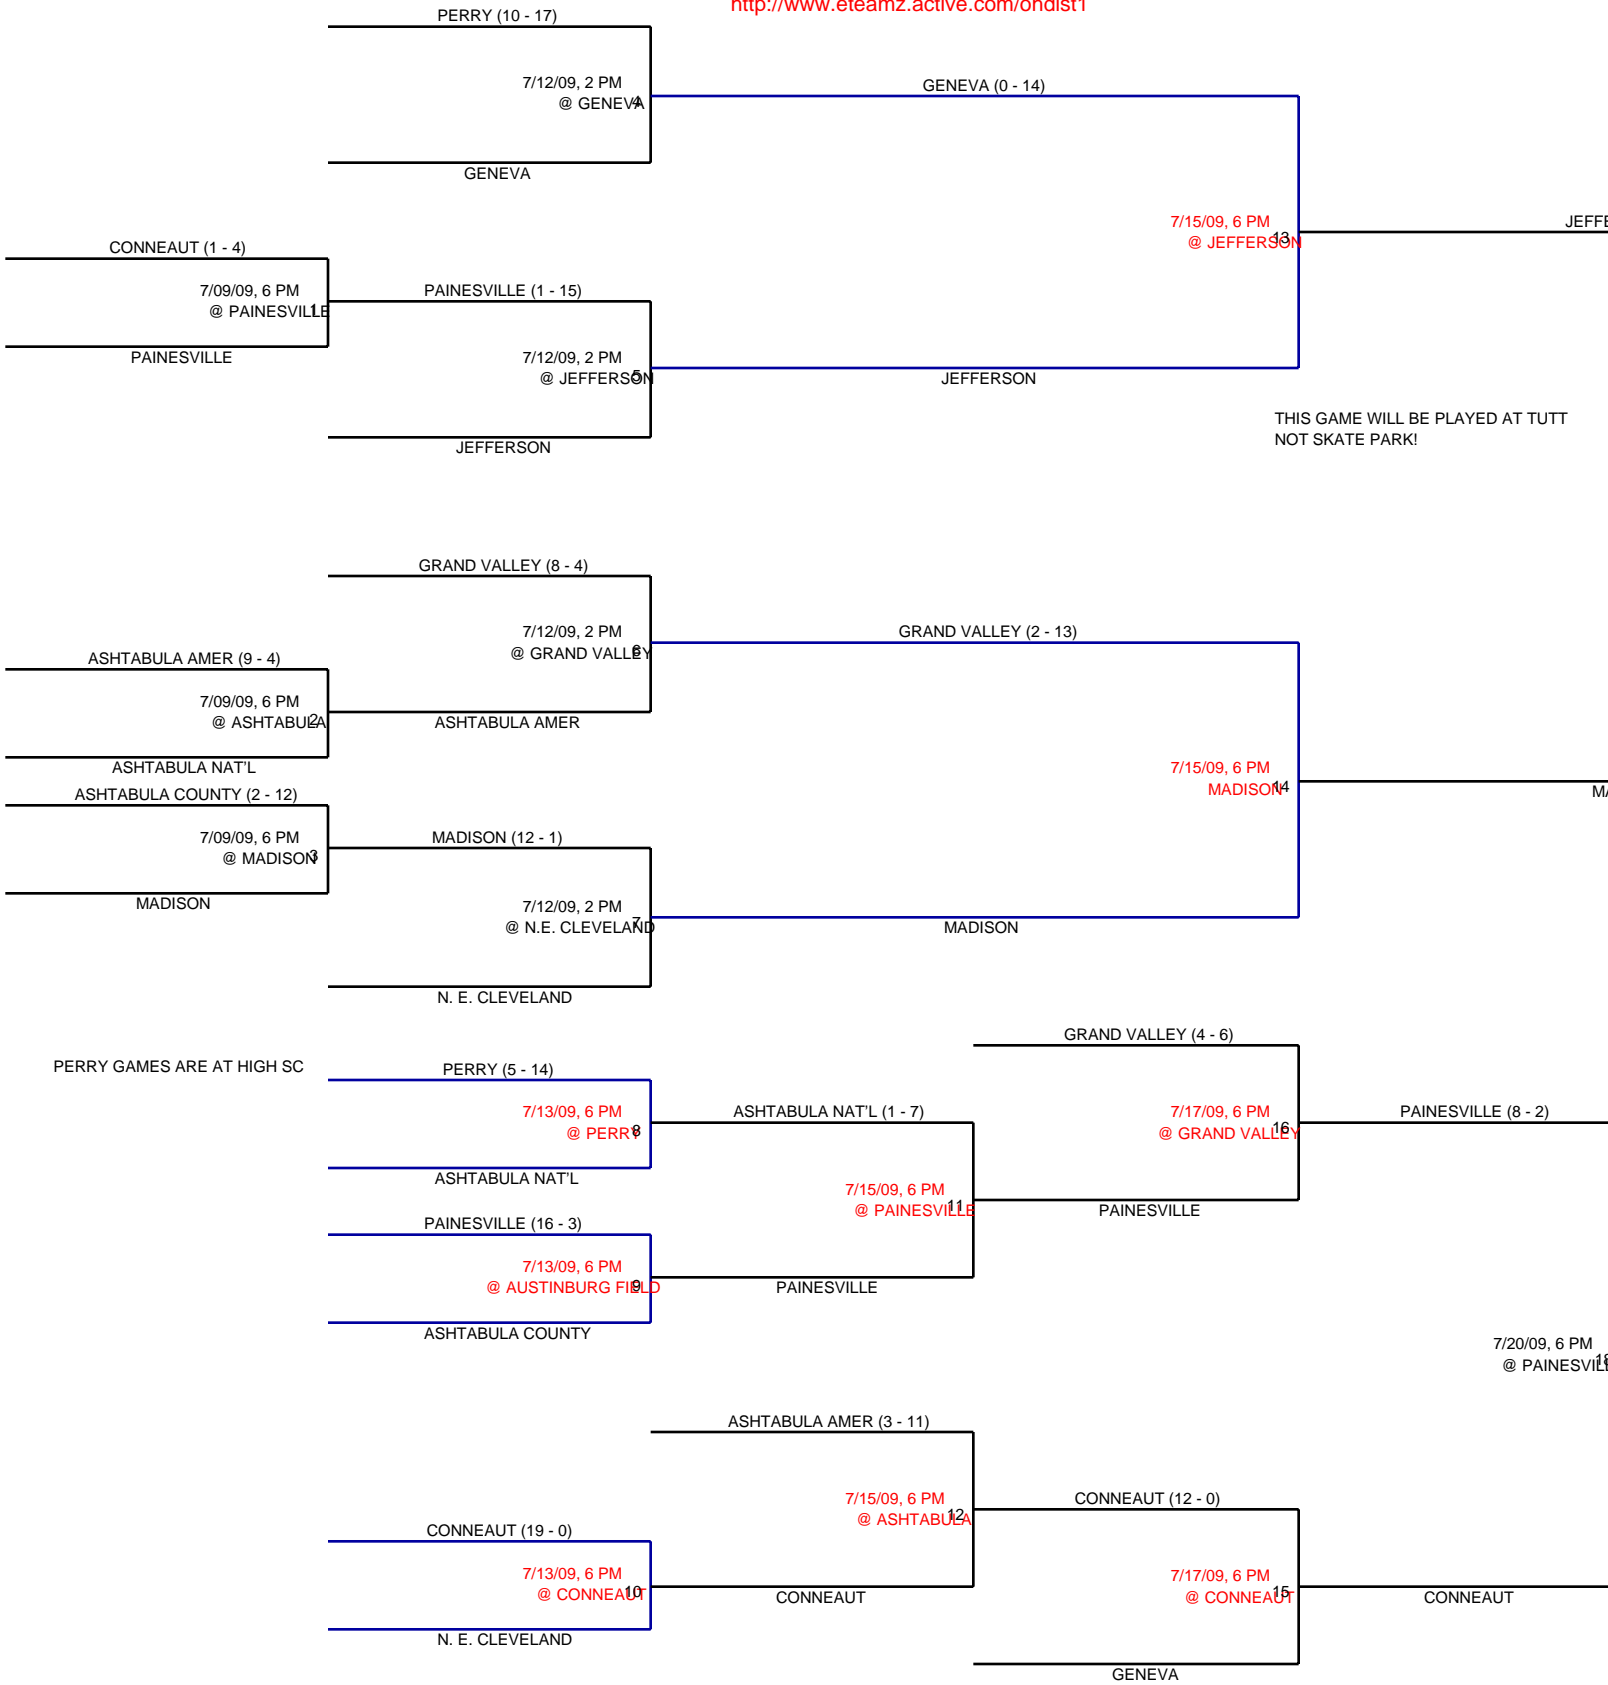 http://www.eteamz.active.com/ohdist1
PERRY (10 - 17)
7/12/09, 2 PM
@ GENEVA 4
GENEVA (0 - 14)
GENEVA
7/15/09, 6 PM
@ JEFFERSON 13
JEFFE
CONNEAUT (1 - 4)
7/09/09, 6 PM
@ PAINESVILLE 1
PAINESVILLE (1 - 15)
PAINESVILLE
7/12/09, 2 PM
@ JEFFERSON 5
JEFFERSON
JEFFERSON
THIS GAME WILL BE PLAYED AT TUTT
NOT SKATE PARK!
GRAND VALLEY (8 - 4)
7/12/09, 2 PM
@ GRAND VALLEY 6
GRAND VALLEY (2 - 13)
ASHTABULA AMER (9 - 4)
7/09/09, 6 PM
@ ASHTABULA 2
ASHTABULA AMER
ASHTABULA NAT'L
7/15/09, 6 PM
MADISON 14
MA
ASHTABULA COUNTY (2 - 12)
7/09/09, 6 PM
@ MADISON 3
MADISON (12 - 1)
MADISON
7/12/09, 2 PM
@ N.E. CLEVELAND 7
MADISON
N. E. CLEVELAND
GRAND VALLEY (4 - 6)
PERRY GAMES ARE AT HIGH SC
PERRY (5 - 14)
7/13/09, 6 PM
@ PERRY 8
ASHTABULA NAT'L (1 - 7)
7/17/09, 6 PM
@ GRAND VALLEY 16
PAINESVILLE (8 - 2)
ASHTABULA NAT'L
7/15/09, 6 PM
@ PAINESVILLE 11
PAINESVILLE
PAINESVILLE (16 - 3)
7/13/09, 6 PM
@ AUSTINBURG FIELD 9
PAINESVILLE
ASHTABULA COUNTY
7/20/09, 6 PM
@ PAINESVILLE 18
ASHTABULA AMER (3 - 11)
7/15/09, 6 PM
@ ASHTABULA 12
CONNEAUT (12 - 0)
CONNEAUT (19 - 0)
7/13/09, 6 PM
@ CONNEAUT 10
CONNEAUT
7/17/09, 6 PM
@ CONNEAUT 15
CONNEAUT
N. E. CLEVELAND
GENEVA